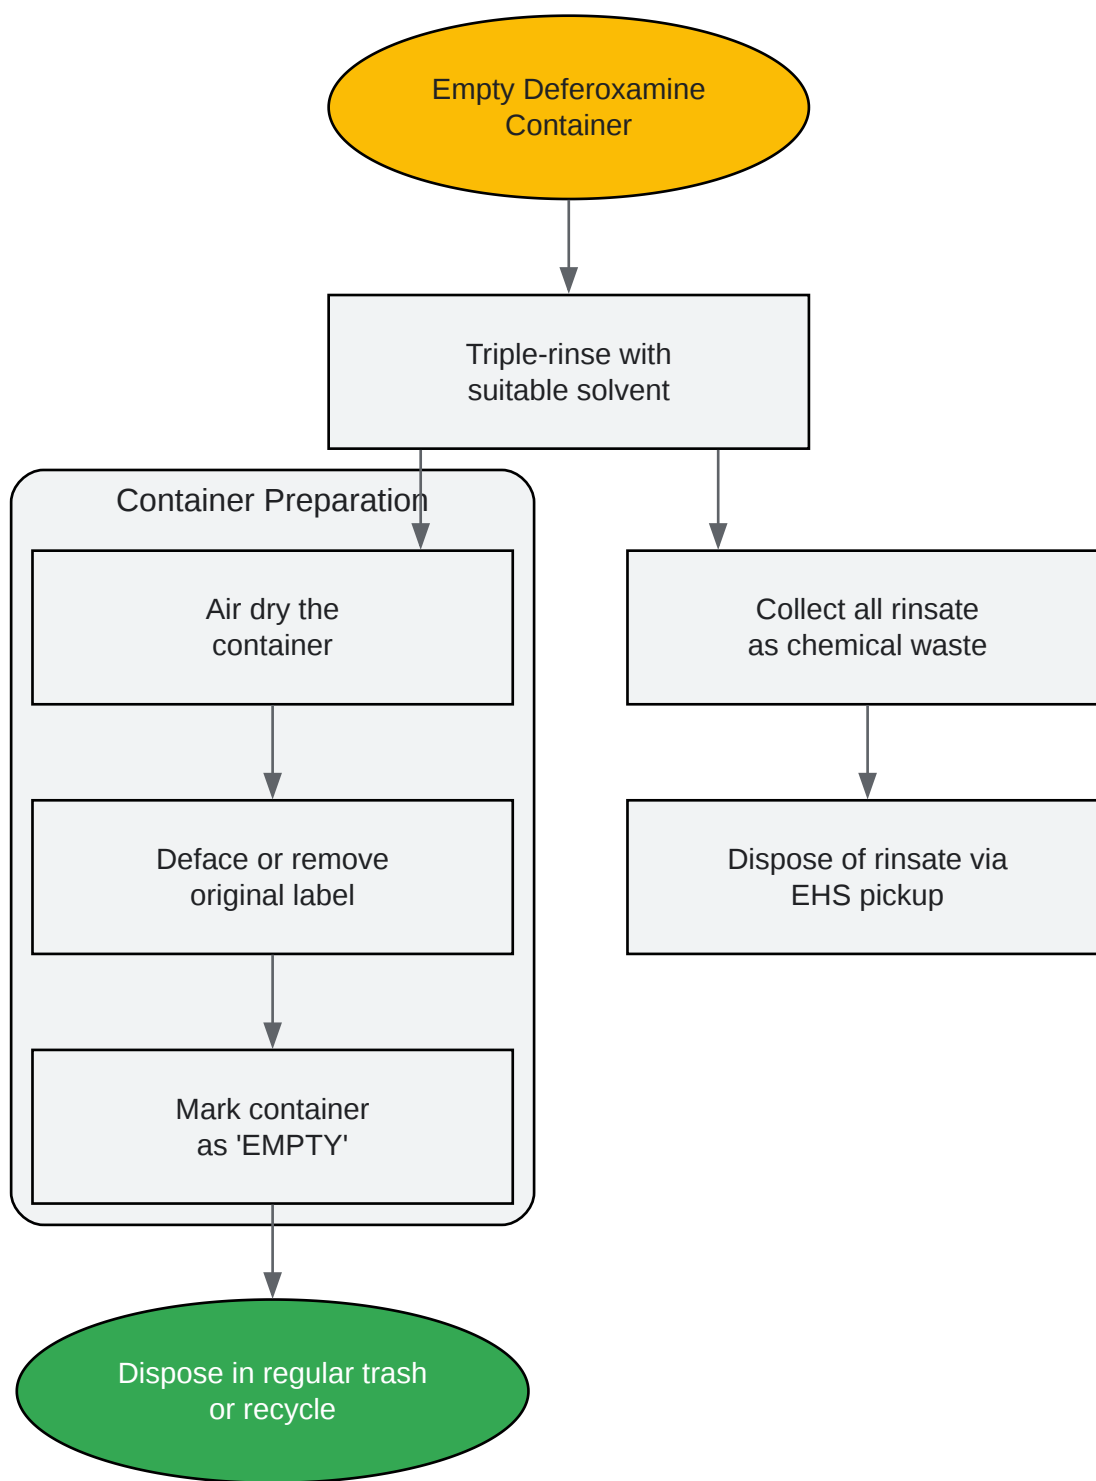 Empty Deferoxamine
Container
Triple-rinse with
suitable solvent
Container Preparation
Air dry the
container
Collect all rinsate
as chemical waste
Deface or remove
original label
Dispose of rinsate via
EHS pickup
Mark container
as 'EMPTY'
Dispose in regular trash
or recycle